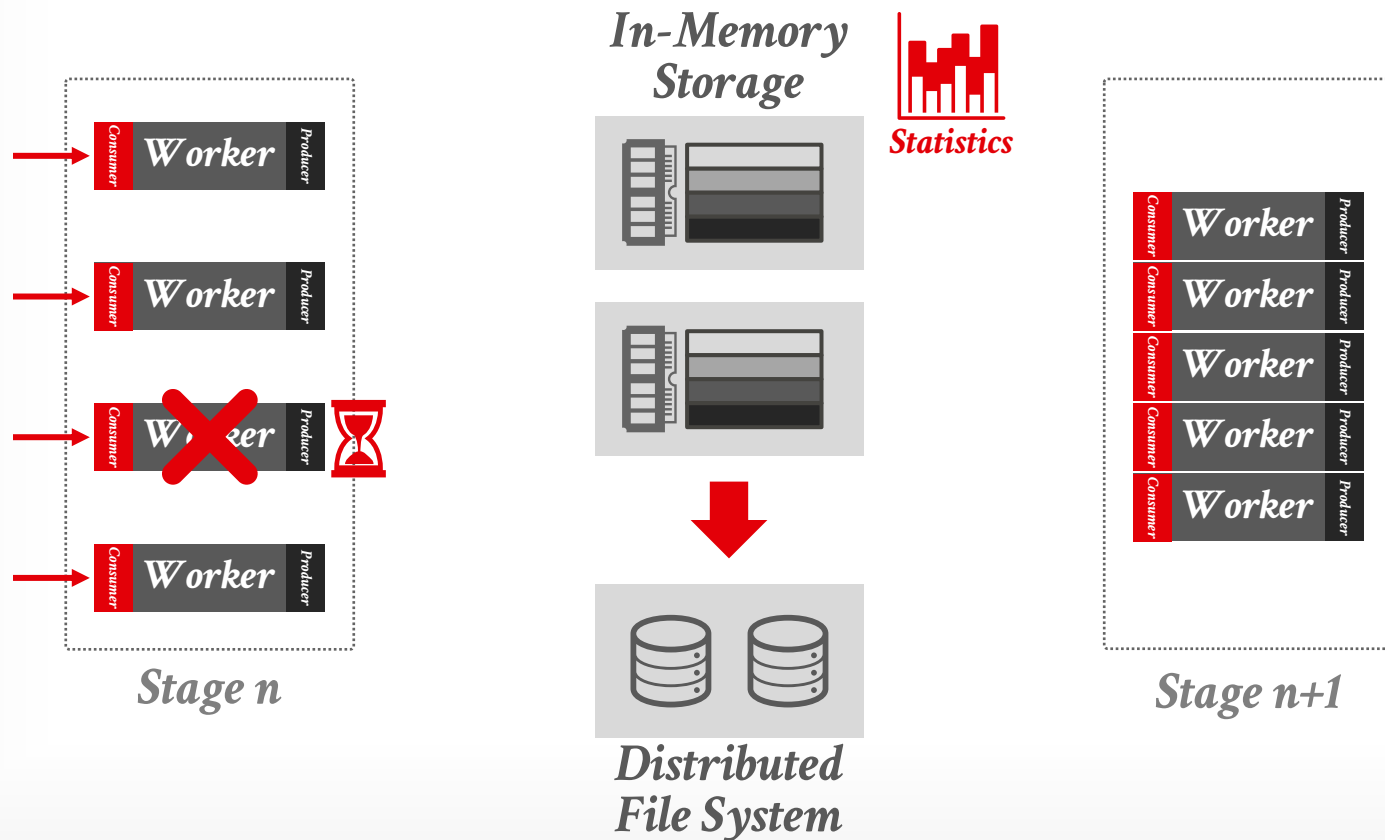 In-Memory
Storage
Statistics
Consumer Worker Producer
Consumer Worker Producer
Consumer Worker Producer
Consumer Worker Producer
Stage n
Distributed
File System
Consumer Worker Producer
Consumer Worker Producer
Consumer Worker Producer
Consumer Worker Producer
Consumer Worker Producer
Stage n+1